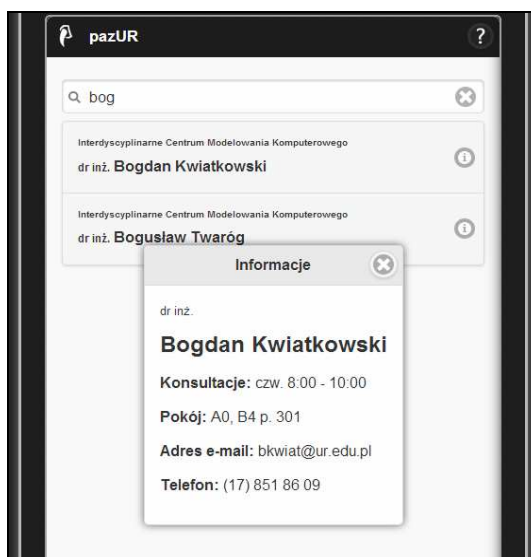 pazUR ?
bog
Interdyscyplinarne Centrum Modelowania Komputerowego
dr inż. Bogdan Kwiatkowski
Interdyscyplinarne Centrum Modelowania Komputerowego
dr inż. Bogusław Twaróg
Informacje
dr inż.
Bogdan Kwiatkowski
Konsultacje: czw. 8:00 - 10:00
Pokój: A0, B4 p. 301
Adres e-mail: bkwiat@ur.edu.pl
Telefon: (17) 851 86 09